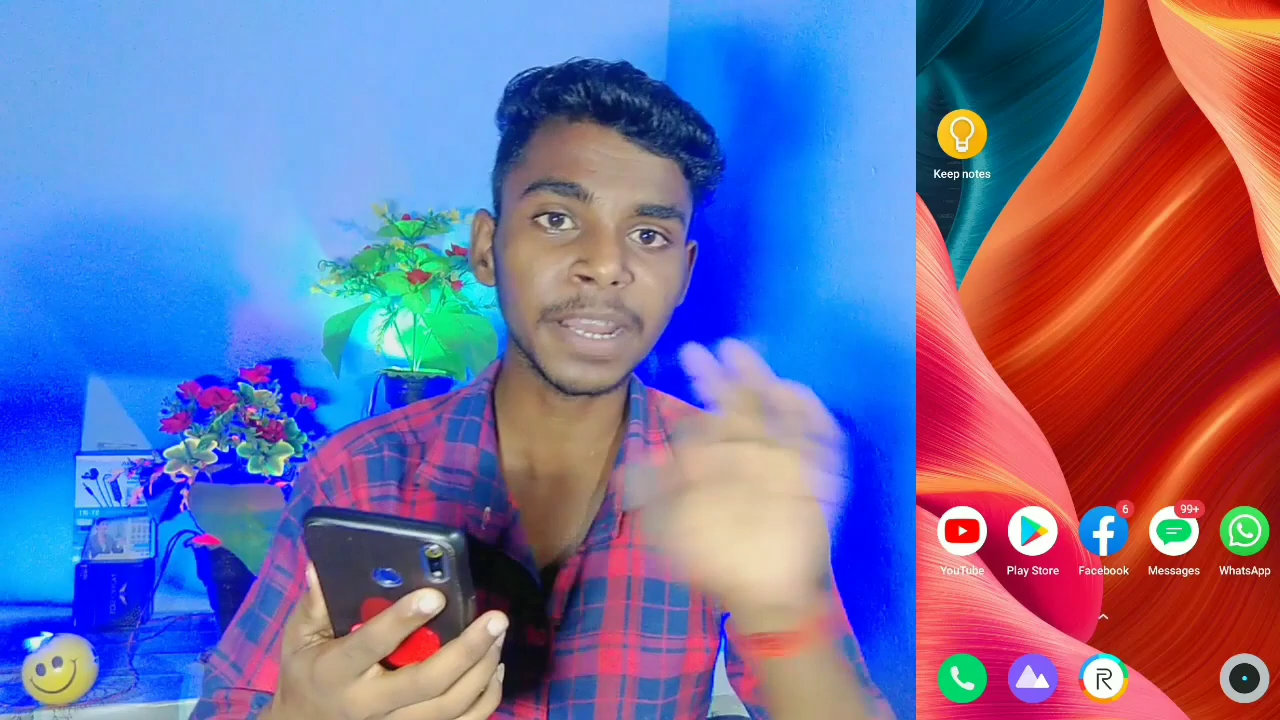 Keep notes
6
99+
YouTube
Play Store
Facebook
Messages
WhatsApp